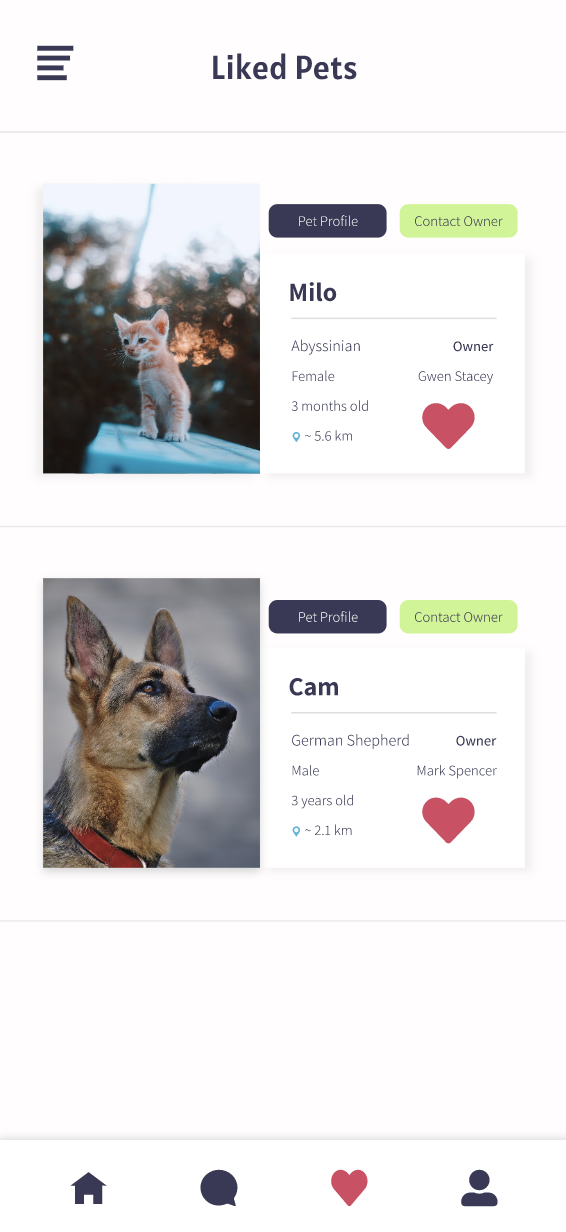 Liked Pets
Pet Profile
Contact Owner
Milo
Abyssinian
Owner
Female
Gwen Stacey
3 months old
~ 5.6 km
Pet Profile
Contact Owner
Cam
German Shepherd
Owner
Male
Mark Spencer
3 years old
~ 2.1 km